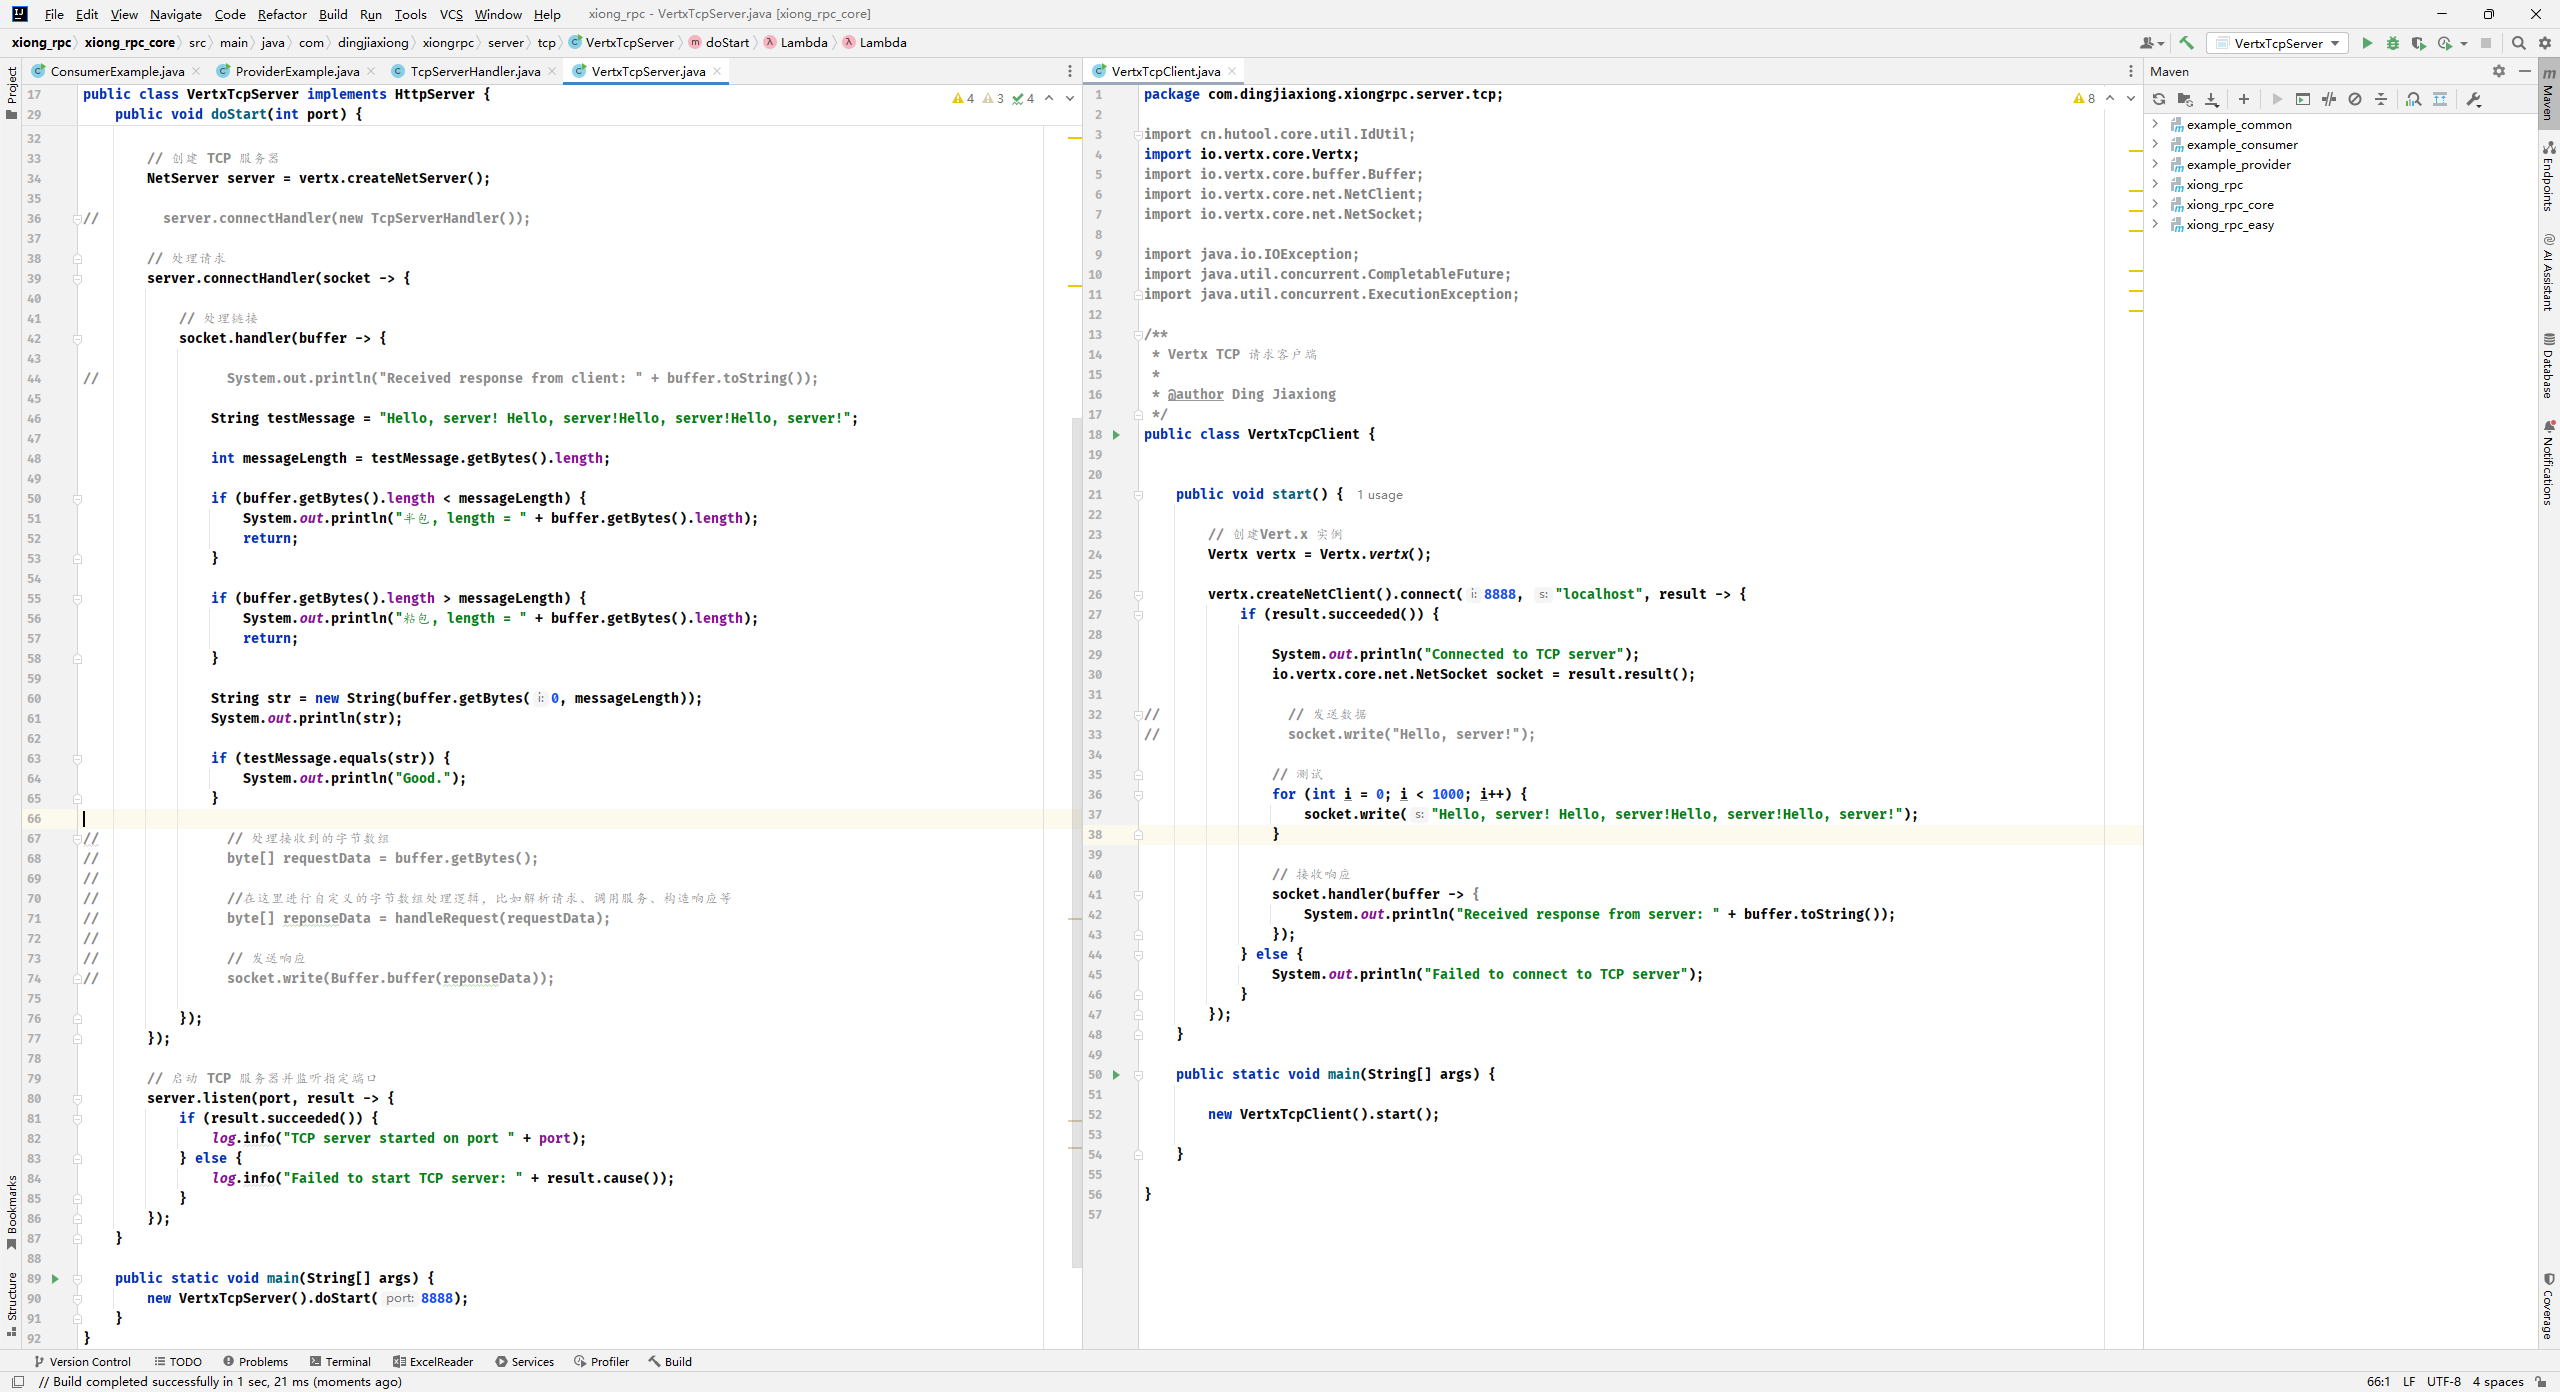 File Edit View Navigate Code Refactor Build Run Tools VCS Window Help xiong_rpc - VertxTcpServer.java [xiong_rpc_core]
xiong_rpc xiong_rpc_core src main java com dingjiaxiong xiongrpc server tcp VertxTcpServer doStart Lambda Lambda VertxTcpServer
Project
ConsumerExample.java ProviderExample.java TcpServerHandler.java VertxTcpServer.java
4 3 4
17 public class VertxTcpServer implements HttpServer {
29 public void doStart(int port) {
32
33 // 创建 TCP 服务器
34 NetServer server = vertx.createNetServer();
35
36 // server.connectHandler(new TcpServerHandler());
37
38 // 处理请求
39 server.connectHandler(socket -> {
40
41 // 处理链接
42 socket.handler(buffer -> {
43
44 // System.out.println("Received response from client: " + buffer.toString());
45
46 String testMessage = "Hello, server! Hello, server!Hello, server!Hello, server!";
47
48 int messageLength = testMessage.getBytes().length;
49
50 if (buffer.getBytes().length < messageLength) {
51 System.out.println("半包, length = " + buffer.getBytes().length);
52 return;
53 }
54
55 if (buffer.getBytes().length > messageLength) {
56 System.out.println("粘包, length = " + buffer.getBytes().length);
57 return;
58 }
59
60 String str = new String(buffer.getBytes( i: 0, messageLength));
61 System.out.println(str);
62
63 if (testMessage.equals(str)) {
64 System.out.println("Good.");
65 }
66
67 // // 处理接收到的字节数组
68 // byte[] requestData = buffer.getBytes();
69 //
70 // //在这里进行自定义的字节数组处理逻辑, 比如解析请求、调用服务、构造响应等
71 // byte[] reponseData = handleRequest(requestData);
72 //
73 // // 发送响应
74 // socket.write(Buffer.buffer(reponseData));
75
76 });
77 });
78
79 // 启动 TCP 服务器并监听指定端口
80 server.listen(port, result -> {
81 if (result.succeeded()) {
82 log.info("TCP server started on port " + port);
83 } else {
84 log.info("Failed to start TCP server: " + result.cause());
85 }
86 });
87 }
88
89 public static void main(String[] args) {
90 new VertxTcpServer().doStart( port: 8888);
91 }
92 }
VertxTcpClient.java
8
1 package com.dingjiaxiong.xiongrpc.server.tcp;
2
3 import cn.hutool.core.util.IdUtil;
4 import io.vertx.core.Vertx;
5 import io.vertx.core.buffer.Buffer;
6 import io.vertx.core.net.NetClient;
7 import io.vertx.core.net.NetSocket;
8
9 import java.io.IOException;
10 import java.util.concurrent.CompletableFuture;
11 import java.util.concurrent.ExecutionException;
12
13 /**
14 * Vertx TCP 请求客户端
15 *
16 * @author Ding Jiaxiong
17 */
18 public class VertxTcpClient {
19
20
21 public void start() { 1 usage
22
23 // 创建Vert.x 实例
24 Vertx vertx = Vertx.vertx();
25
26 vertx.createNetClient().connect( i: 8888, s: "localhost", result -> {
27 if (result.succeeded()) {
28
29 System.out.println("Connected to TCP server");
30 io.vertx.core.net.NetSocket socket = result.result();
31
32 // // 发送数据
33 // socket.write("Hello, server!");
34
35 // 测试
36 for (int i = 0; i < 1000; i++) {
37 socket.write( s: "Hello, server! Hello, server!Hello, server!Hello, server!");
38 }
39
40 // 接收响应
41 socket.handler(buffer -> {
42 System.out.println("Received response from server: " + buffer.toString());
43 });
44 } else {
45 System.out.println("Failed to connect to TCP server");
46 }
47 });
48 }
49
50 public static void main(String[] args) {
51
52 new VertxTcpClient().start();
53
54 }
55
56 }
57
Maven
example_common
example_consumer
example_provider
xiong_rpc
xiong_rpc_core
xiong_rpc_easy
Maven
Endpoints
AI Assistant
Database
Notifications
Coverage
Bookmarks
Structure
Version Control TODO Problems Terminal ExcelReader Services Profiler Build
// Build completed successfully in 1 sec, 21 ms (moments ago) 66:1 LF UTF-8 4 spaces